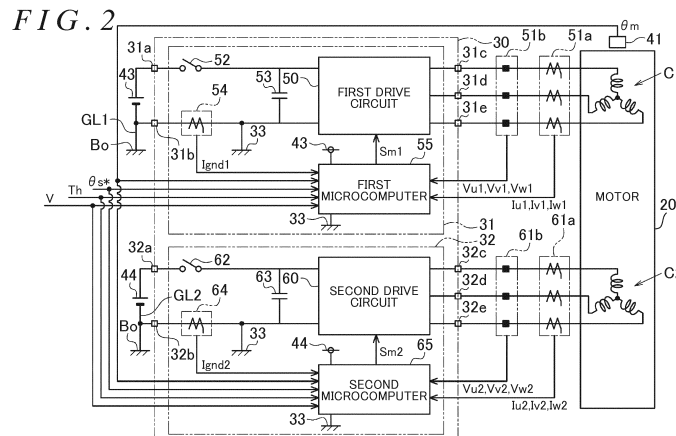 FIG. 2
θm
31a 52 30 31c 51b 51a 41
43 53 50 FIRST DRIVE CIRCUIT 31d C
54 31e
GL1
Bo 31b 33 43 Sm1 55
Ignd1 FIRST MICROCOMPUTER
θs*
Th
V
Vu1,Vv1,Vw1
Iu1,Iv1,Iw1
33 31
MOTOR
20
32a 62 32 32c 61b 61a
44 63 60 SECOND DRIVE CIRCUIT 32d
GL2 64 32e
Bo 32b 33 44 Sm2 65
Ignd2 SECOND MICROCOMPUTER
Vu2,Vv2,Vw2
Iu2,Iv2,Iw2
33